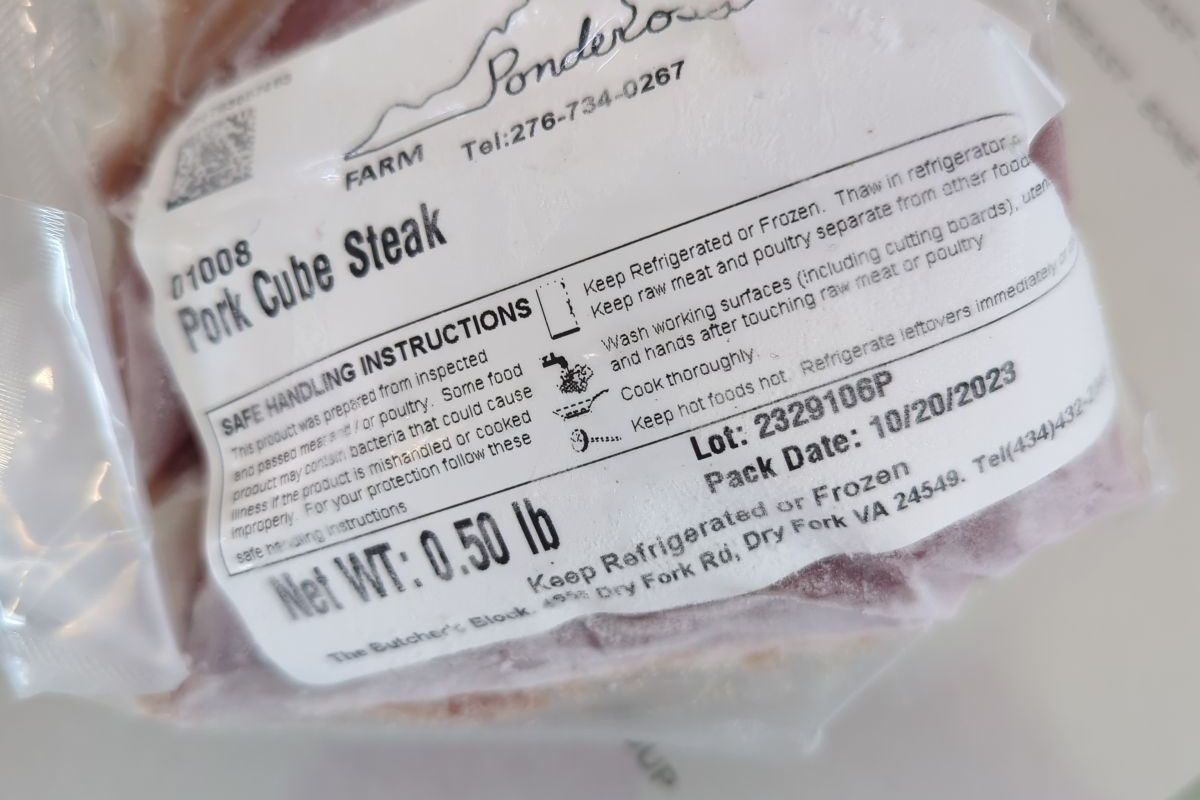 Ponderosa
FARM
Tel:276-734-0267
01008
Pork Cube Steak
SAFE HANDLING INSTRUCTIONS
This product was prepared from inspected
and passed meat and / or poultry. Some food
product may contain bacteria that could cause
illness if the product is mishandled or cooked
improperly. For your protection follow these
safe handling instructions
Keep Refrigerated or Frozen. Thaw in refrigerator
Keep raw meat and poultry separate from other food
Wash working surfaces (including cutting boards), uten
and hands after touching raw meat or poultry
Cook thoroughly.
Keep hot foods hot. Refrigerate leftovers immediately
Lot: 2329106P
Pack Date: 10/20/2023
Net WT: 0.50 lb
Keep Refrigerated or Frozen
The Butcher's Block, Dry Fork Rd, Dry Fork VA 24549. Tel(434)432-
UP